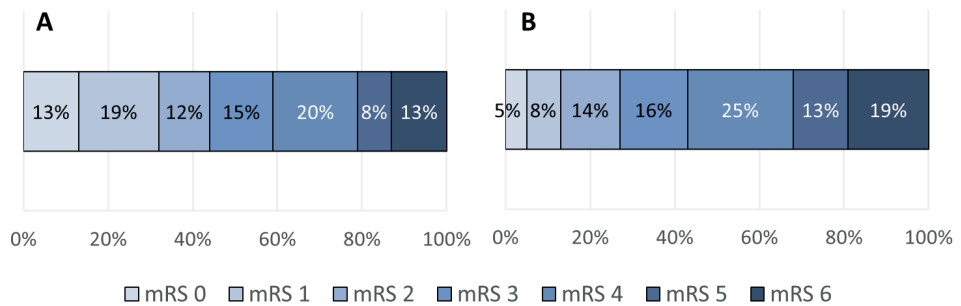 A B
13% 19% 12% 15% 20% 8% 13% 5% 8% 14% 16% 25% 13% 19%
0% 20% 40% 60% 80% 100% 0% 20% 40% 60% 80% 100%
mRS 0 mRS 1 mRS 2 mRS 3 mRS 4 mRS 5 mRS 6